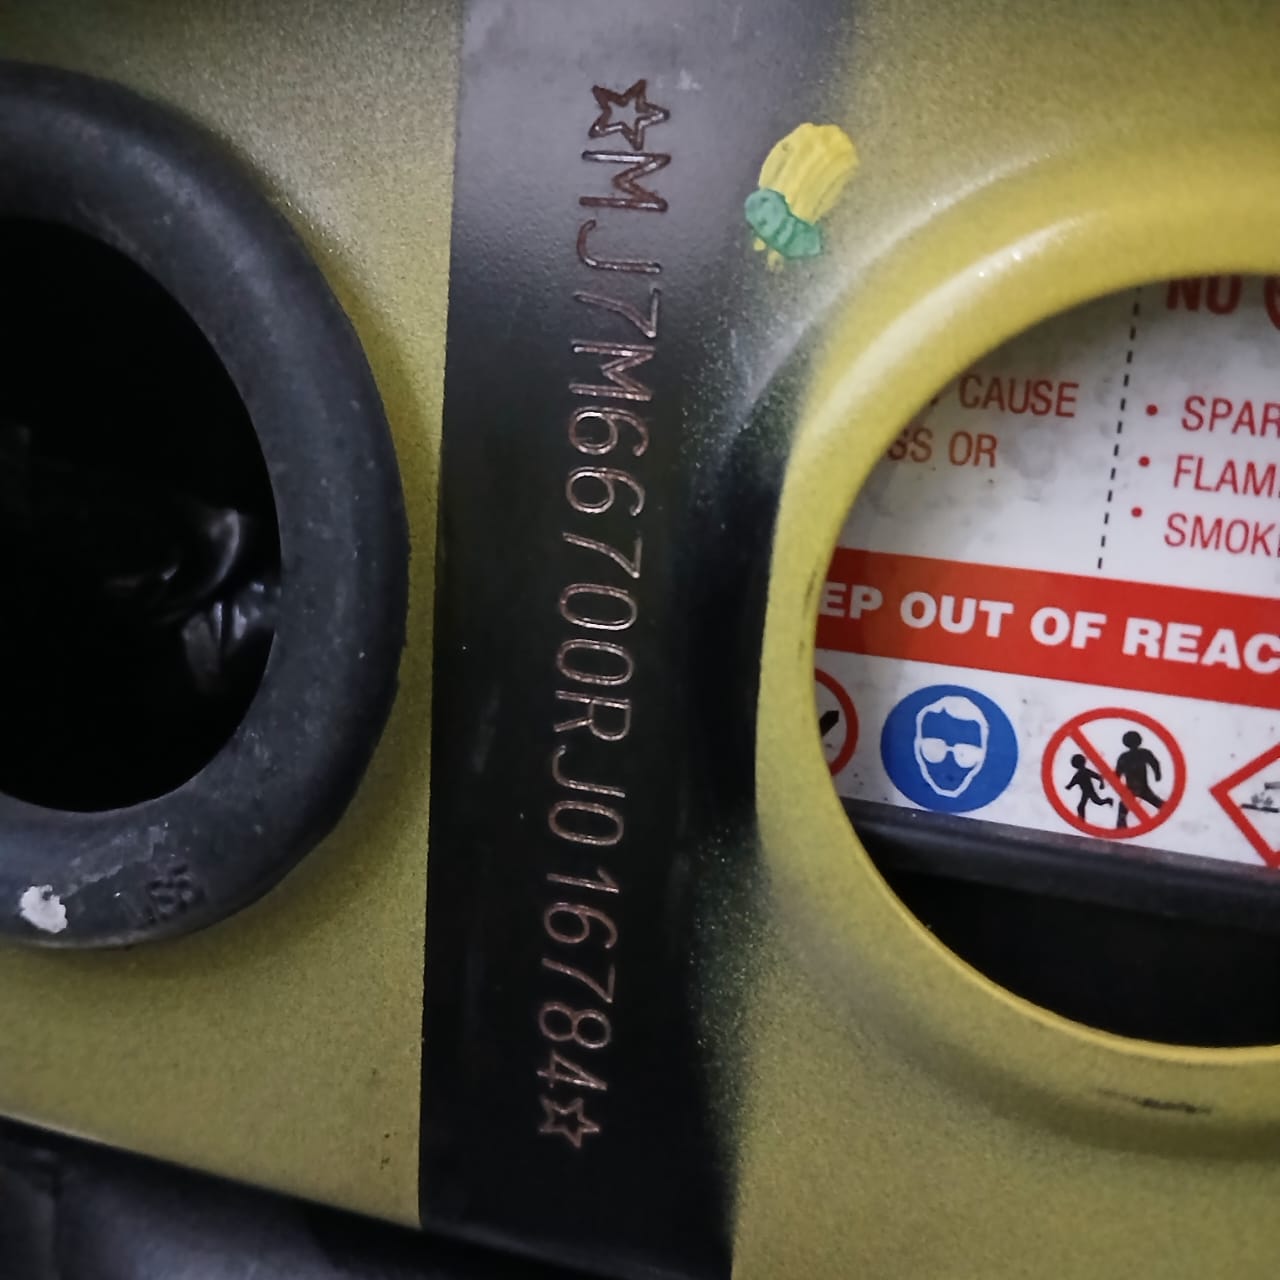 ☆MJ7M66700RJ016784☆
NO
CAUSE
SS OR
• SPAR
• FLAM
• SMOK
EP OUT OF REAC